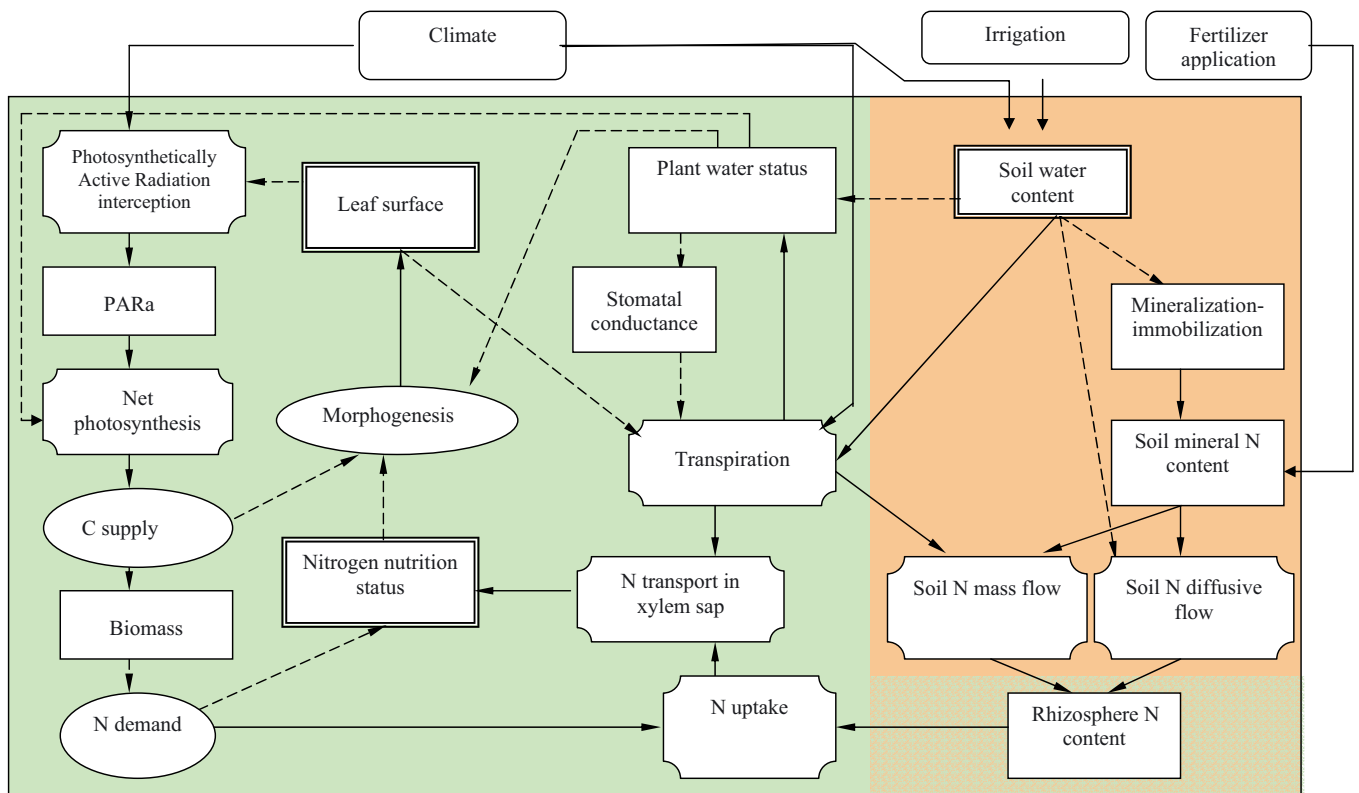 Climate
Irrigation
Fertilizer
application
Photosynthetically
Active Radiation
interception
Leaf surface
Plant water status
Soil water
content
PARa
Stomatal
conductance
Mineralization-
immobilization
Net
photosynthesis
Morphogenesis
Transpiration
Soil mineral N
content
C supply
Nitrogen nutrition
status
N transport in
xylem sap
Soil N mass flow
Soil N diffusive
flow
Biomass
N demand
N uptake
Rhizosphere N
content